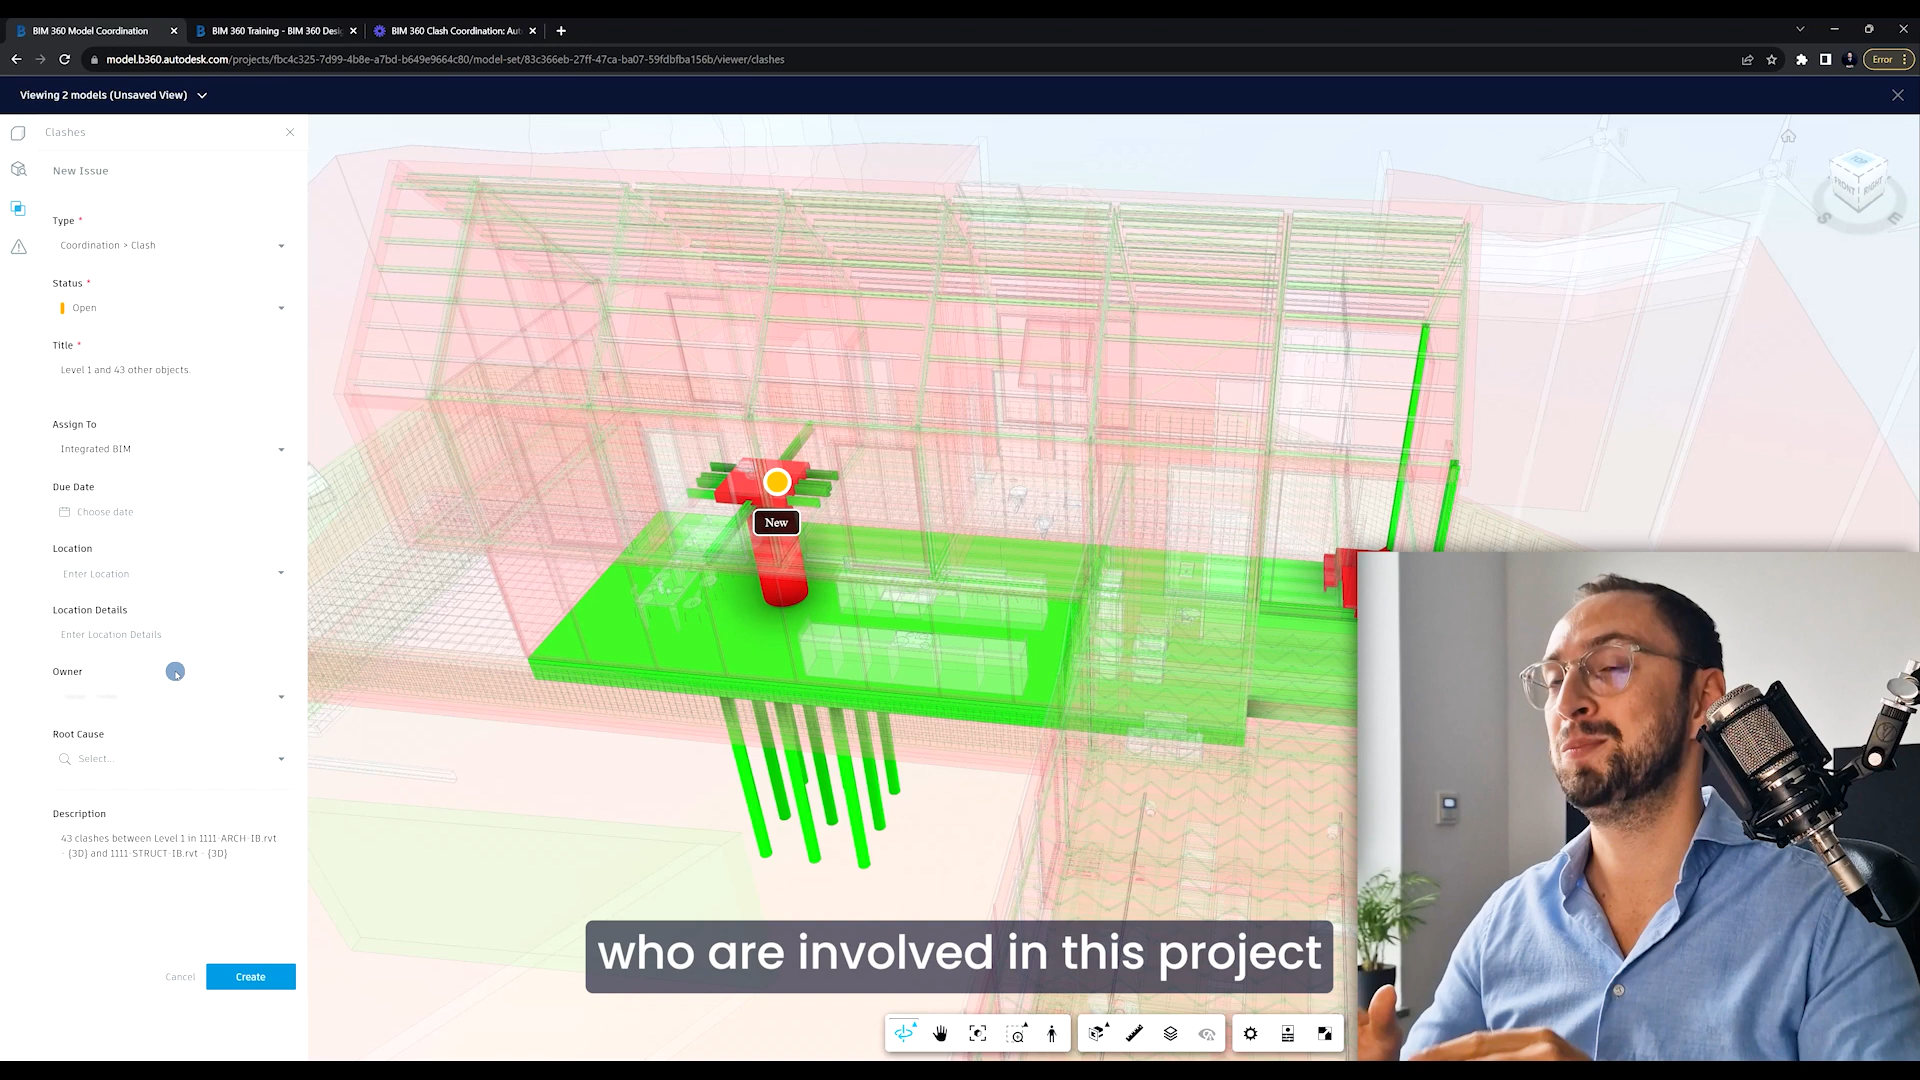 BIM 360 Model Coordination
BIM 360 Training - BIM 360 Desi
BIM 360 Clash Coordination: Aut
model.b360.autodesk.com/projects/fbc4c325-7d99-4b8e-a7bd-b649e9664c80/model-set/83c366eb-27ff-47ca-ba07-59fdbfba156b/viewer/clashes
Error
Viewing 2 models (Unsaved View)
Clashes
New Issue
Type *
Coordination > Clash
Status *
Open
Title *
Level 1 and 43 other objects.
Assign To
Integrated BIM
Due Date
Choose date
Location
Enter Location
Location Details
Enter Location Details
Owner
Root Cause
Select...
Description
43 clashes between Level 1 in 1111-ARCH-IB.rvt
- {3D} and 1111-STRUCT-IB.rvt - {3D}
Cancel
Create
New
TOP
FRONT
RIGHT
S
E
who are involved in this project